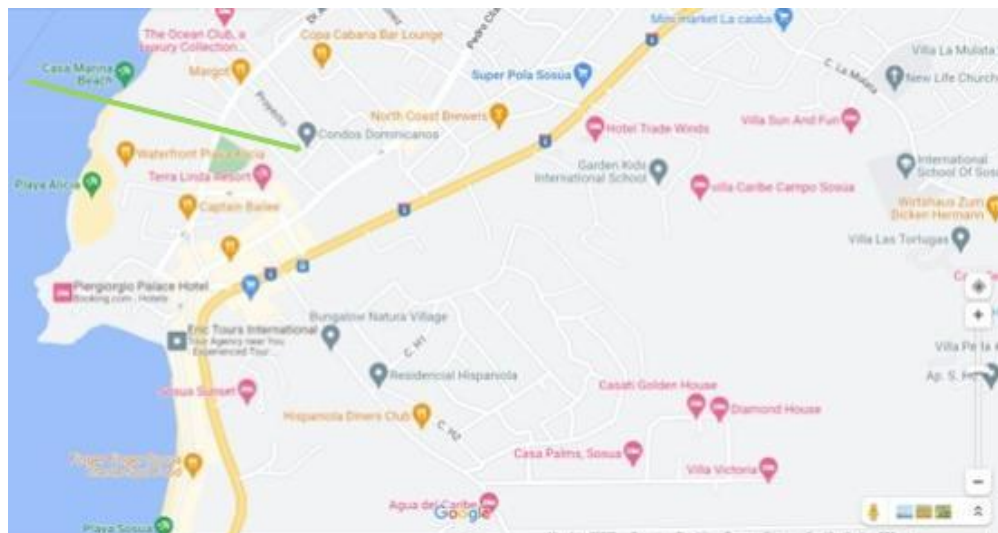 The Ocean Club, a
Luxury Collection...
Copa Cabana Bar Lounge
Pedro Clis
Mini market La caoba
Villa La Mulata
Casa Marina
Beach
Margot
Super Pola Sosúa
C. La Mulata
New Life Church
Proyecto
North Coast Brewers
Condos Dominicanos
Hotel Trade Winds
Villa Sun And Fun
Waterfront Playa Alicia
Terra Linda Resort
Garden Kids
International School
International
School Of Sosú
Playa Alicia
Captain Bailee
villa Caribe Campo Sosúa
Wirtshaus Zum
Dicken Hermann
Villa Las Tortugas
Piergiorgio Palace Hotel
Booking.com · Hotels
Eric Tours International
Tour Agency near You
Experienced Tour...
Bungalow Natura Village
C. H1
Residencial Hispaniola
Sosua Sunset
Hispaniola Diners Club
C. H2
Casati Golden House
Diamond House
Casa Palms, Sosua
Villa Victoria
Agua del Caribe
Google
Playa Sosua